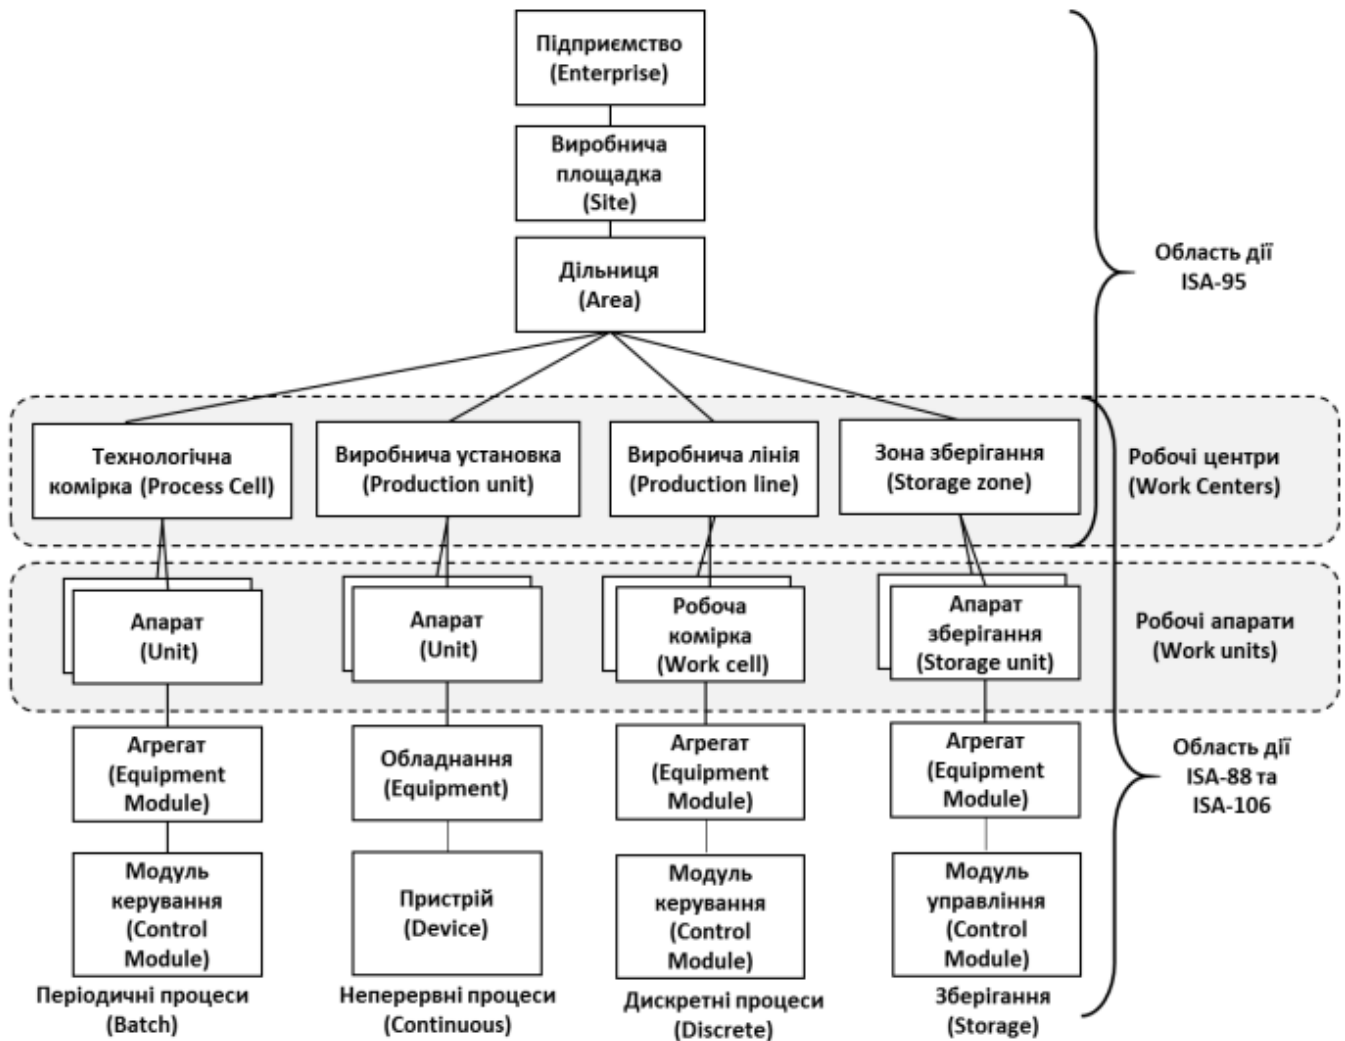 Підприємство
(Enterprise)
Виробнича
площадка
(Site)
Дільниця
(Area)
Область дії
ISA-95
Технологічна
комірка (Process Cell)
Виробнича установка
(Production unit)
Виробнича лінія
(Production line)
Зона зберігання
(Storage zone)
Робочі центри
(Work Centers)
Апарат
(Unit)
Апарат
(Unit)
Робоча
комірка
(Work cell)
Апарат
зберігання
(Storage unit)
Робочі апарати
(Work units)
Агрегат
(Equipment
Module)
Обладнання
(Equipment)
Агрегат
(Equipment
Module)
Агрегат
(Equipment
Module)
Область дії
ISA-88 та
ISA-106
Модуль
керування
(Control
Module)
Пристрій
(Device)
Модуль
керування
(Control
Module)
Модуль
управління
(Control
Module)
Періодичні процеси
(Batch)
Неперервні процеси
(Continuous)
Дискретні процеси
(Discrete)
Зберігання
(Storage)